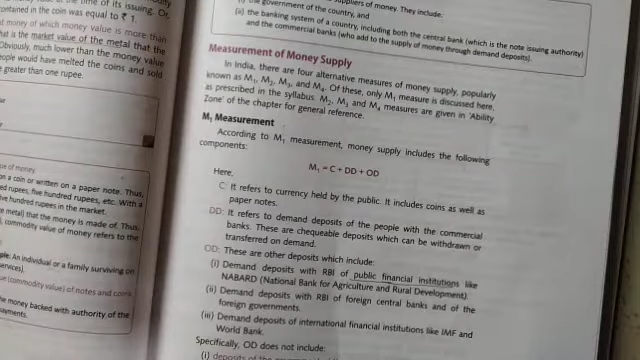 time of its issuing. Or,
contained in the coin was equal to ₹ 1.
t money of which money value is more than
hat is the market value of the metal that the
Obviously, much lower than the money value
eople would have melted the coins and sold
e greater than one rupee.
ue of money.
on a coin or written on a paper note. Thus,
ed rupees, five hundred rupees, etc. With a
five hundred rupees in the market.
e metal) that the money is made of. Thus,
), commodity value of money refers to the
ple: An individual or a family surviving on
services).
ue (commodity value) of notes and coins
he money backed with authority of the
payments.
suppliers of money. They include:
(i) the government of the country, and
(ii) the banking system of a country, including both the central bank (which is the note issuing authority)
and the commercial banks (who add to the supply of money through demand deposits).
Measurement of Money Supply
In India, there are four alternative measures of money supply, popularly
known as M₁, M₂, M₃, and M₄. Of these, only M₁ measure is discussed here,
as prescribed in the syllabus. M₂, M₃ and M₄ measures are given in 'Ability
Zone' of the chapter for general reference.
M₁ Measurement
According to M₁ measurement, money supply includes the following
components:
M₁ = C + DD + OD
Here,
C: It refers to currency held by the public. It includes coins as well as
paper notes.
DD: It refers to demand deposits of the people with the commercial
banks. These are chequeable deposits which can be withdrawn or
transferred on demand.
OD: These are other deposits which include:
(i) Demand deposits with RBI of public financial institutions like
NABARD (National Bank for Agriculture and Rural Development).
(ii) Demand deposits with RBI of foreign central banks and of the
foreign governments.
(iii) Demand deposits of international financial institutions like IMF and
World Bank.
Specifically, OD does not include:
(i) deposits of the